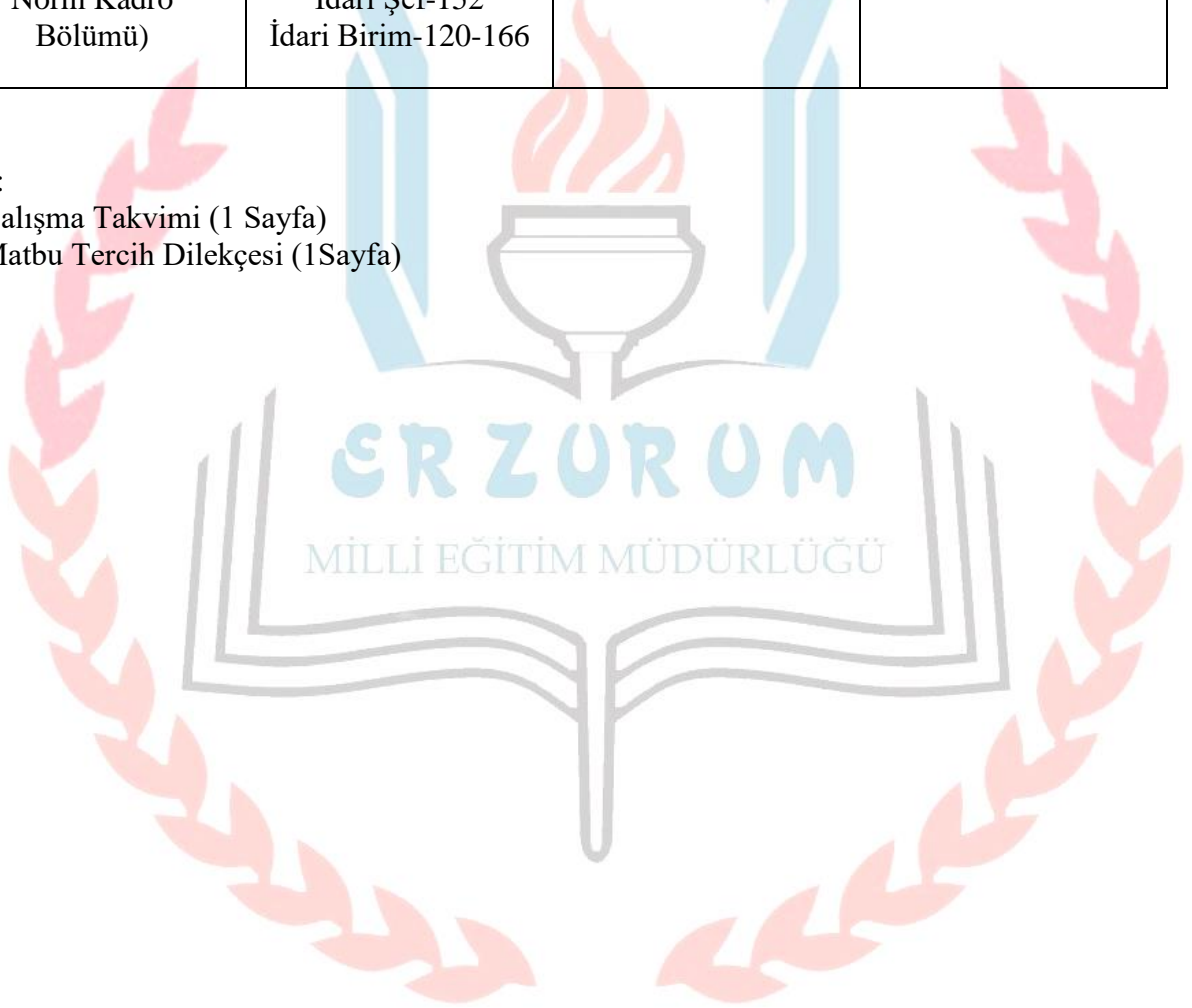 Norm Kadro
Bölümü)
İdari Şef-152
İdari Birim-120-166
:
alışma Takvimi (1 Sayfa)
Matbu Tercih Dilekçesi (1Sayfa)
ERZURUM
MİLLİ EĞİTİM MÜDÜRLÜĞÜ